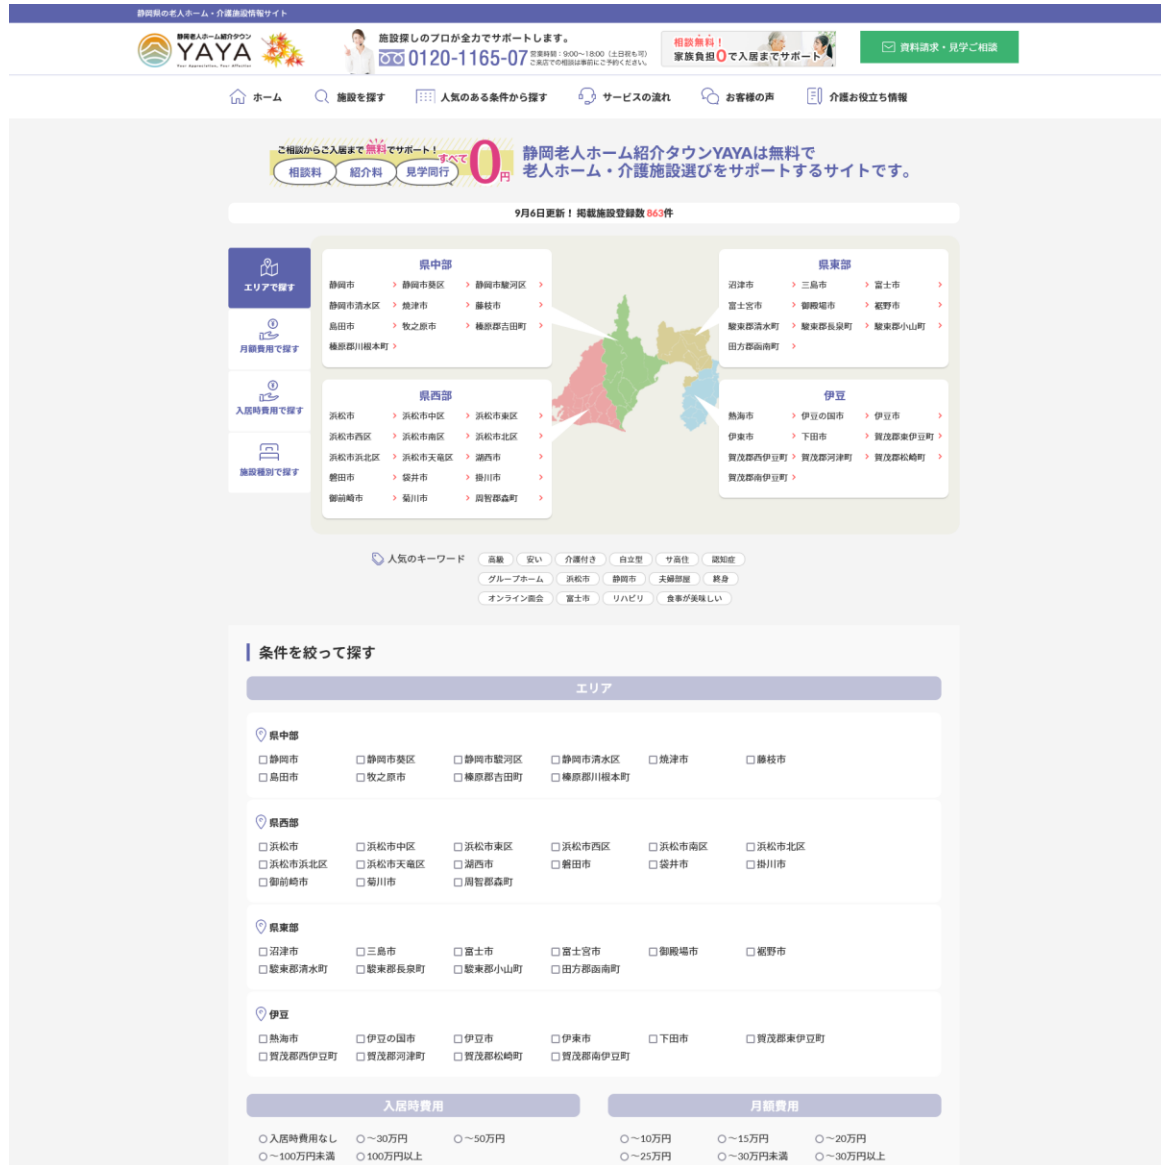 静岡県の老人ホーム・介護施設情報サイト
静岡老人ホーム紹介タウン
YAYA
Your Appreciation, Your Affection
施設探しのプロが全力でサポートします。
0120-1165-07
営業時間：9:00〜18:00（土日祝も可）
ご来店での相談は事前にご予約ください。
相談無料！
家族負担0で入居までサポート
資料請求・見学ご相談
ホーム
施設を探す
人気のある条件から探す
サービスの流れ
お客様の声
介護お役立ち情報
ご相談からご入居まで無料でサポート！
相談料 紹介料 見学同行 すべて0円
静岡老人ホーム紹介タウンYAYAは無料で
老人ホーム・介護施設選びをサポートするサイトです。
9月6日更新！掲載施設登録数 863件
エリアで探す
月額費用で探す
入居時費用で探す
施設種別で探す
県中部
静岡市 静岡市葵区 静岡市駿河区
静岡市清水区 焼津市 藤枝市
島田市 牧之原市 榛原郡吉田町
榛原郡川根本町
県東部
沼津市 三島市 富士市
富士宮市 御殿場市 裾野市
駿東郡清水町 駿東郡長泉町 駿東郡小山町
田方郡函南町
県西部
浜松市 浜松市中区 浜松市東区
浜松市西区 浜松市南区 浜松市北区
浜松市浜北区 浜松市天竜区 湖西市
磐田市 袋井市 掛川市
御前崎市 菊川市 周智郡森町
伊豆
熱海市 伊豆の国市 伊豆市
伊東市 下田市 賀茂郡東伊豆町
賀茂郡西伊豆町 賀茂郡河津町 賀茂郡松崎町
賀茂郡南伊豆町
人気のキーワード
高級 安い 介護付き 自立型 サ高住 認知症
グループホーム 浜松市 静岡市 夫婦部屋 終身
オンライン面会 富士市 リハビリ 食事が美味しい
条件を絞って探す
エリア
県中部
静岡市 静岡市葵区 静岡市駿河区 静岡市清水区 焼津市 藤枝市
島田市 牧之原市 榛原郡吉田町 榛原郡川根本町
県西部
浜松市 浜松市中区 浜松市東区 浜松市西区 浜松市南区 浜松市北区
浜松市浜北区 浜松市天竜区 湖西市 磐田市 袋井市 掛川市
御前崎市 菊川市 周智郡森町
県東部
沼津市 三島市 富士市 富士宮市 御殿場市 裾野市
駿東郡清水町 駿東郡長泉町 駿東郡小山町 田方郡函南町
伊豆
熱海市 伊豆の国市 伊豆市 伊東市 下田市 賀茂郡東伊豆町
賀茂郡西伊豆町 賀茂郡河津町 賀茂郡松崎町 賀茂郡南伊豆町
入居時費用
入居時費用なし 〜30万円 〜50万円
〜100万円未満 100万円以上
月額費用
〜10万円 〜15万円 〜20万円
〜25万円 〜30万円未満 〜30万円以上